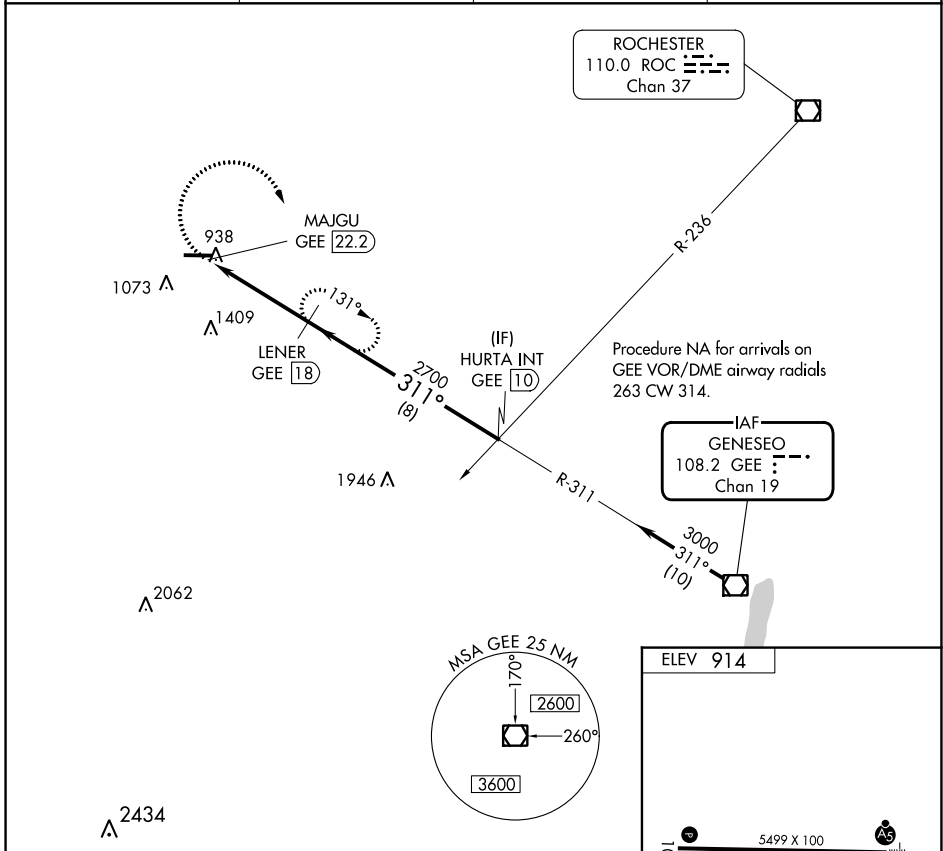 ROCHESTER
110.0 ROC
Chan 37
R-236
MAJGU
GEE 22.2
938
1073
1409
131°
LENER
GEE 18
(IF)
HURTA INT
GEE 10
2700
311°
(8)
Procedure NA for arrivals on
GEE VOR/DME airway radials
263 CW 314.
IAF
GENESEO
108.2 GEE
Chan 19
1946
R-311
3000
311°
(10)
2062
MSA GEE 25 NM
170°
2600
260°
3600
ELEV 914
2434
P
5499 X 100
A5
10